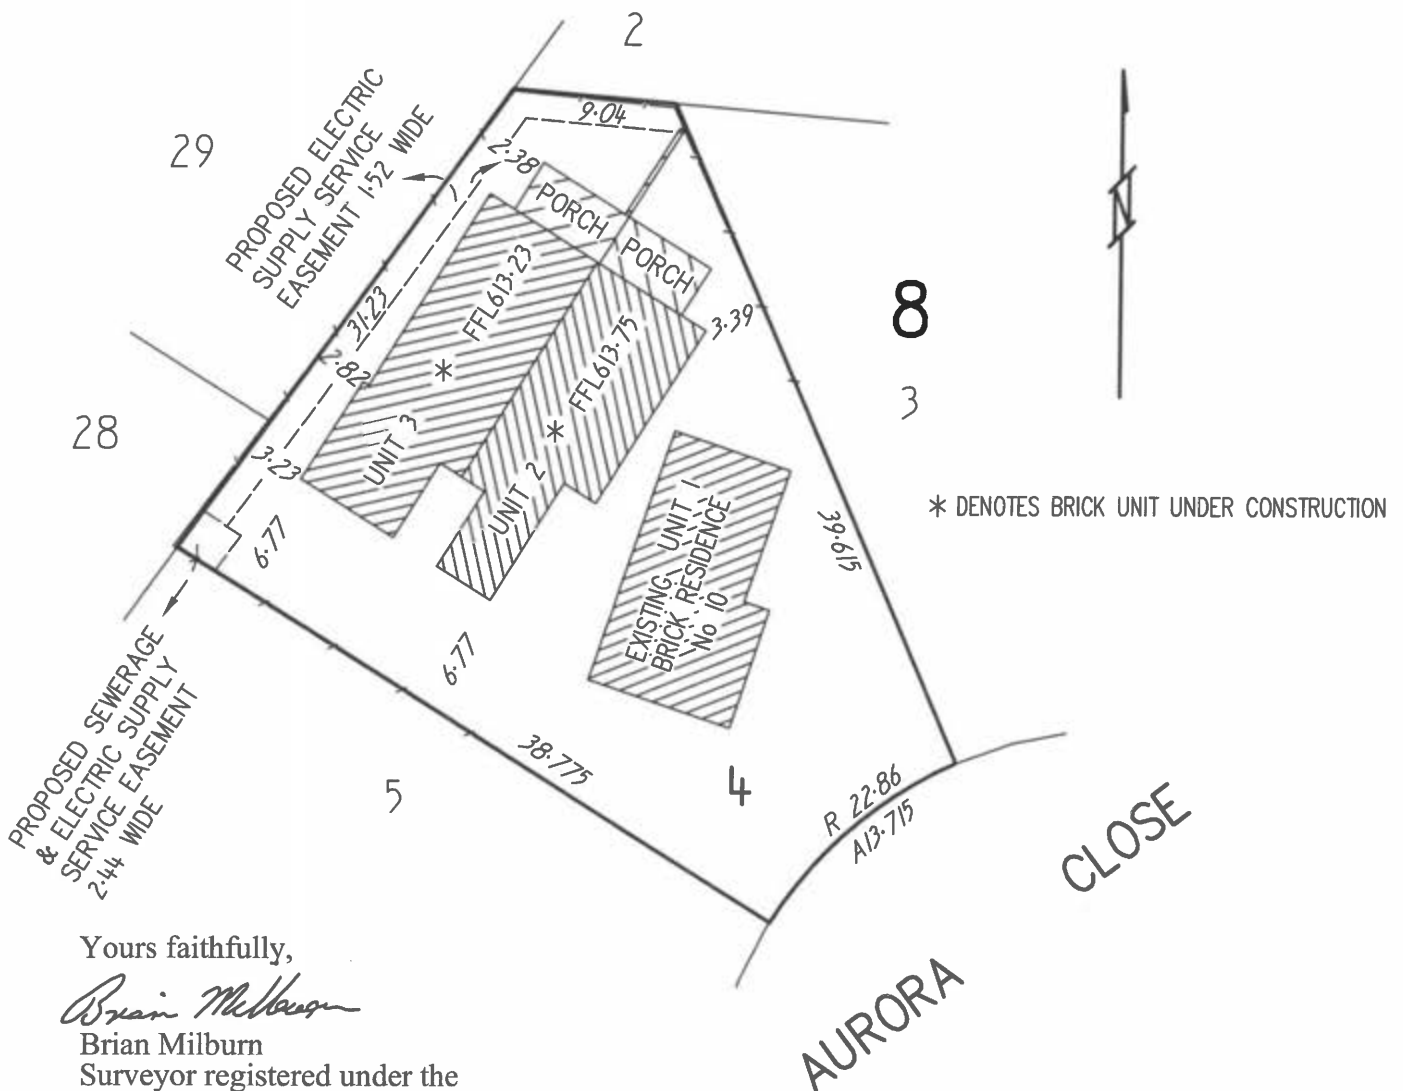 2
29
PROPOSED ELECTRIC
SUPPLY SERVICE
EASEMENT 1·52 WIDE
9·04
2·38
PORCH
PORCH
FFL613·23
31·23
2·82
* FFL613·75
*
3·39
8
3
28
UNIT 3
3·23
UNIT 2
* DENOTES BRICK UNIT UNDER CONSTRUCTION
EXISTING UNIT 1
BRICK RESIDENCE
No 10
39·615
6·77
6·77
PROPOSED SEWERAGE
& ELECTRIC SUPPLY
SERVICE EASEMENT
2·44 WIDE
38·775
5
4
R 22·86
A13·715
AURORA CLOSE
N
Yours faithfully,
Brian Milburn
Brian Milburn
Surveyor registered under the